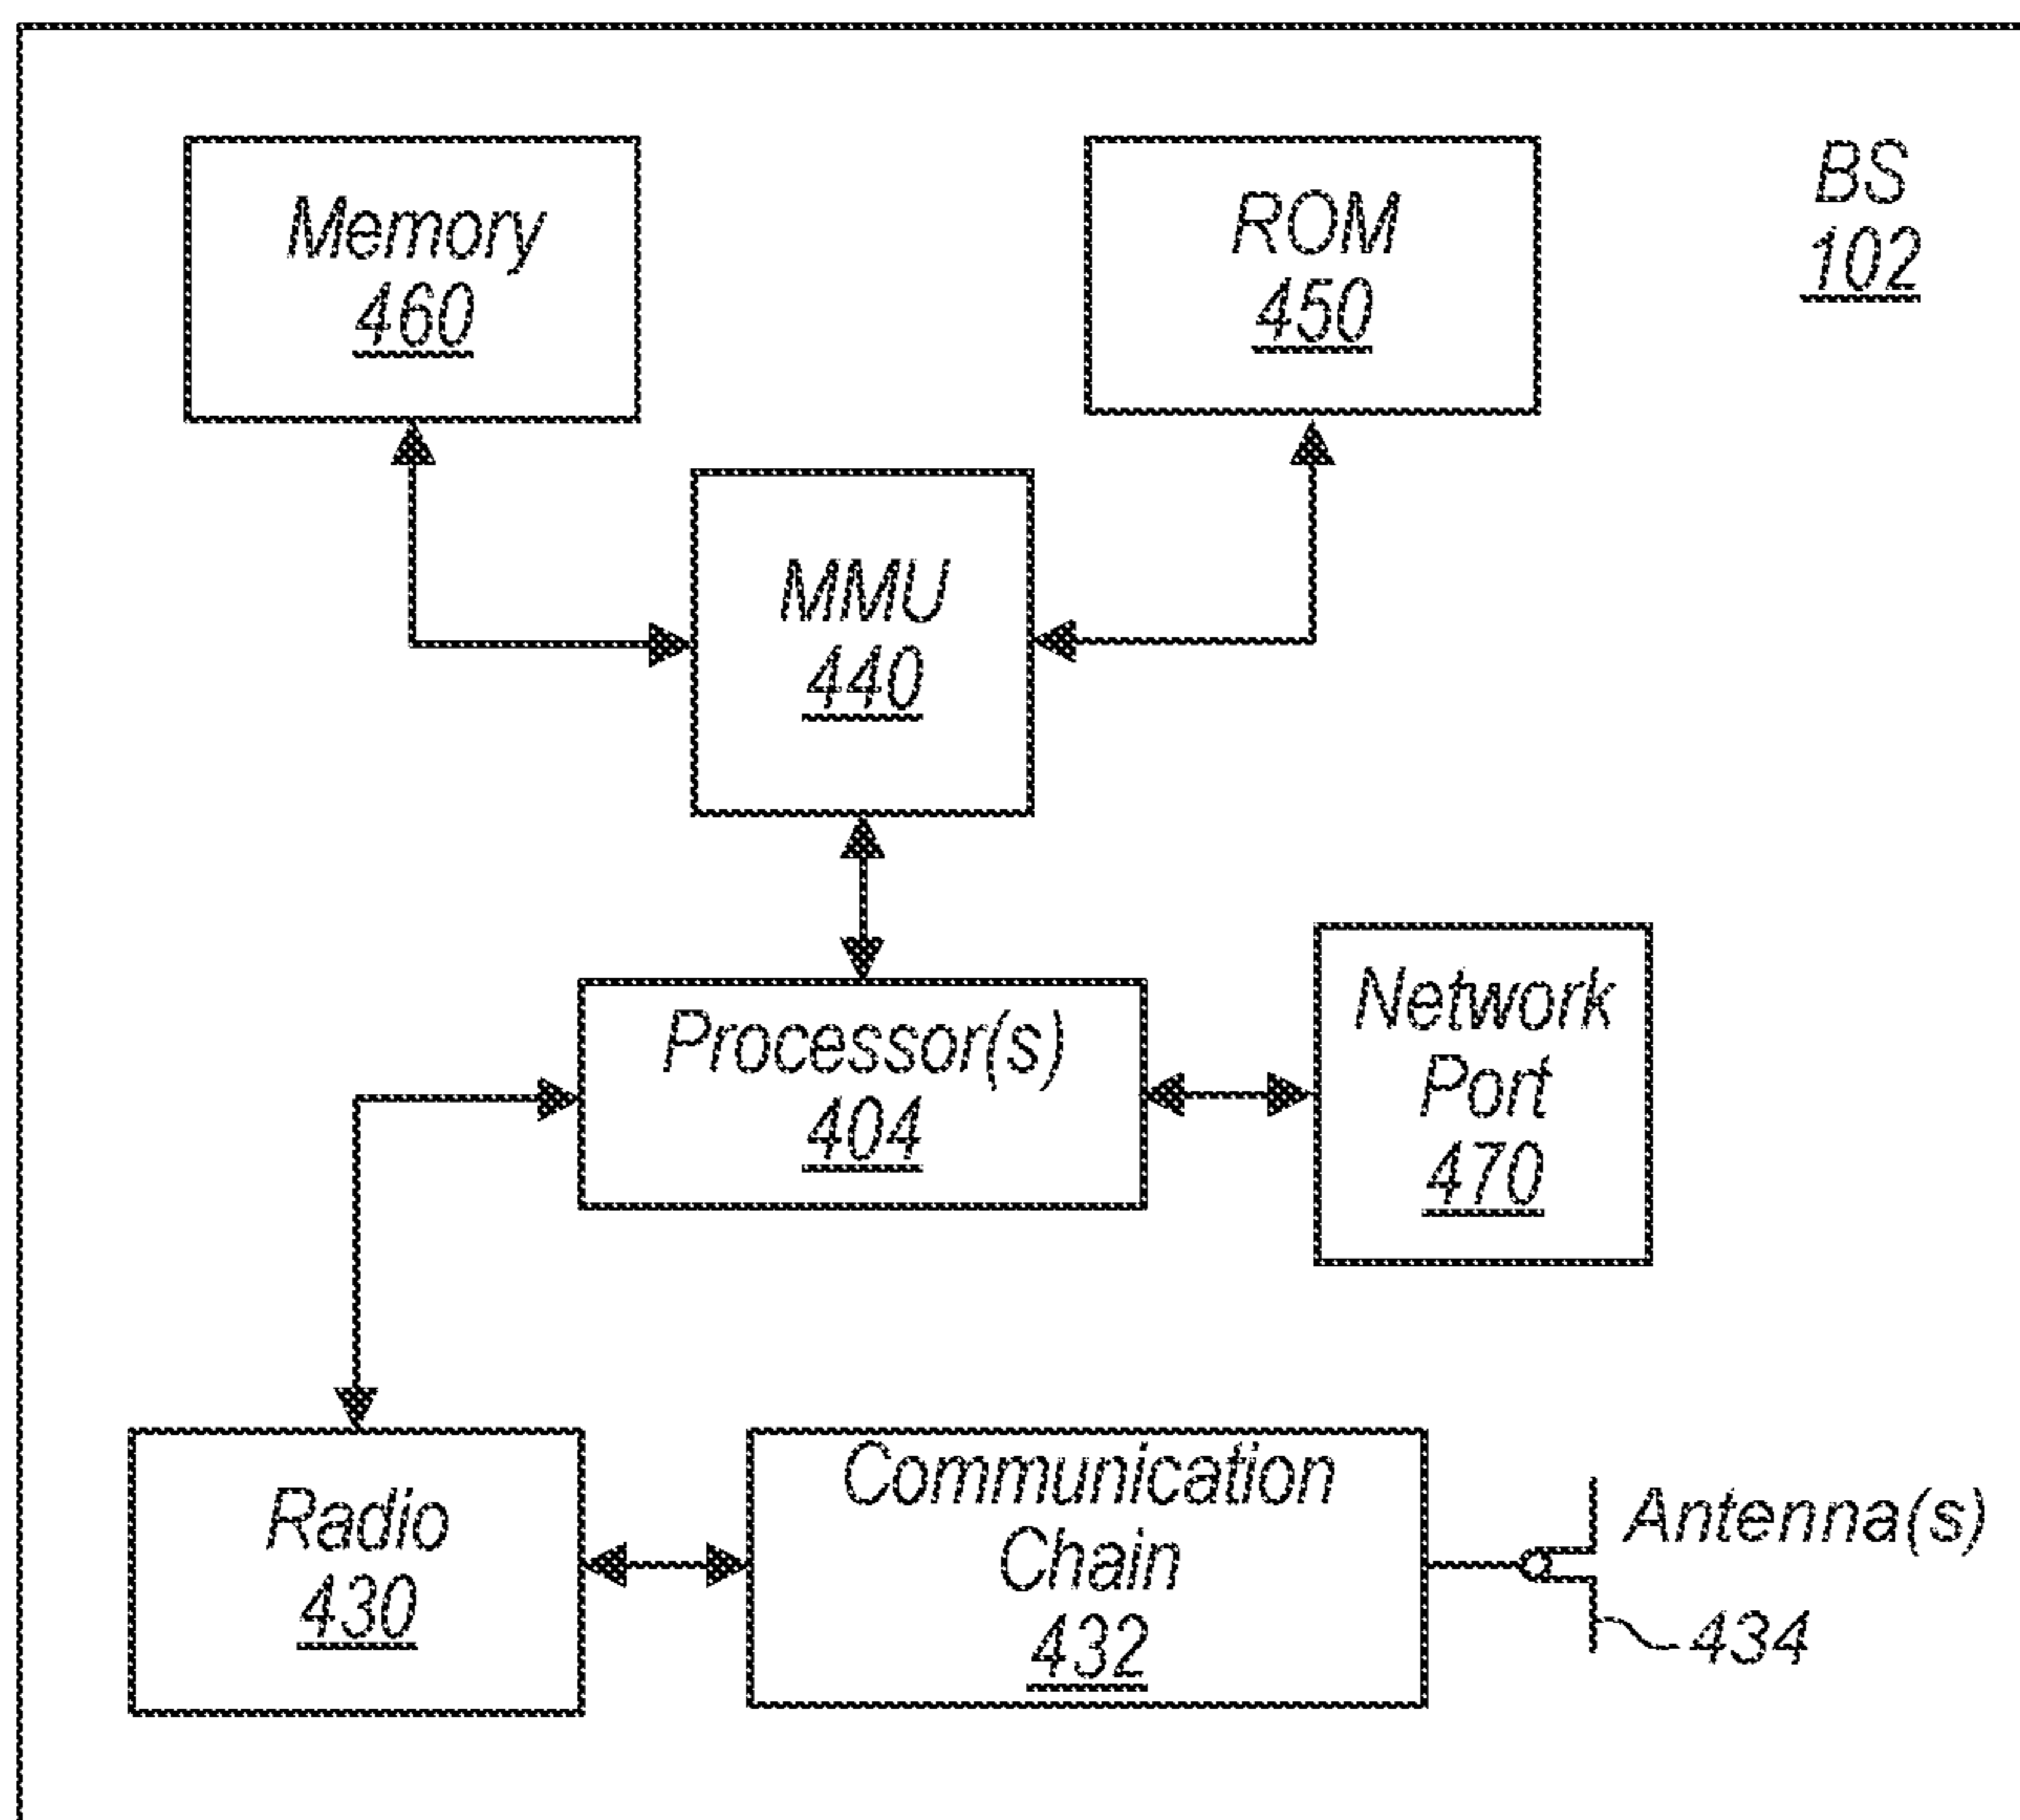 Memory
460
ROM
450
BS
102
MMU
440
Processor(s)
404
Network
Port
470
Radio
430
Communication
Chain
432
Antenna(s)
434